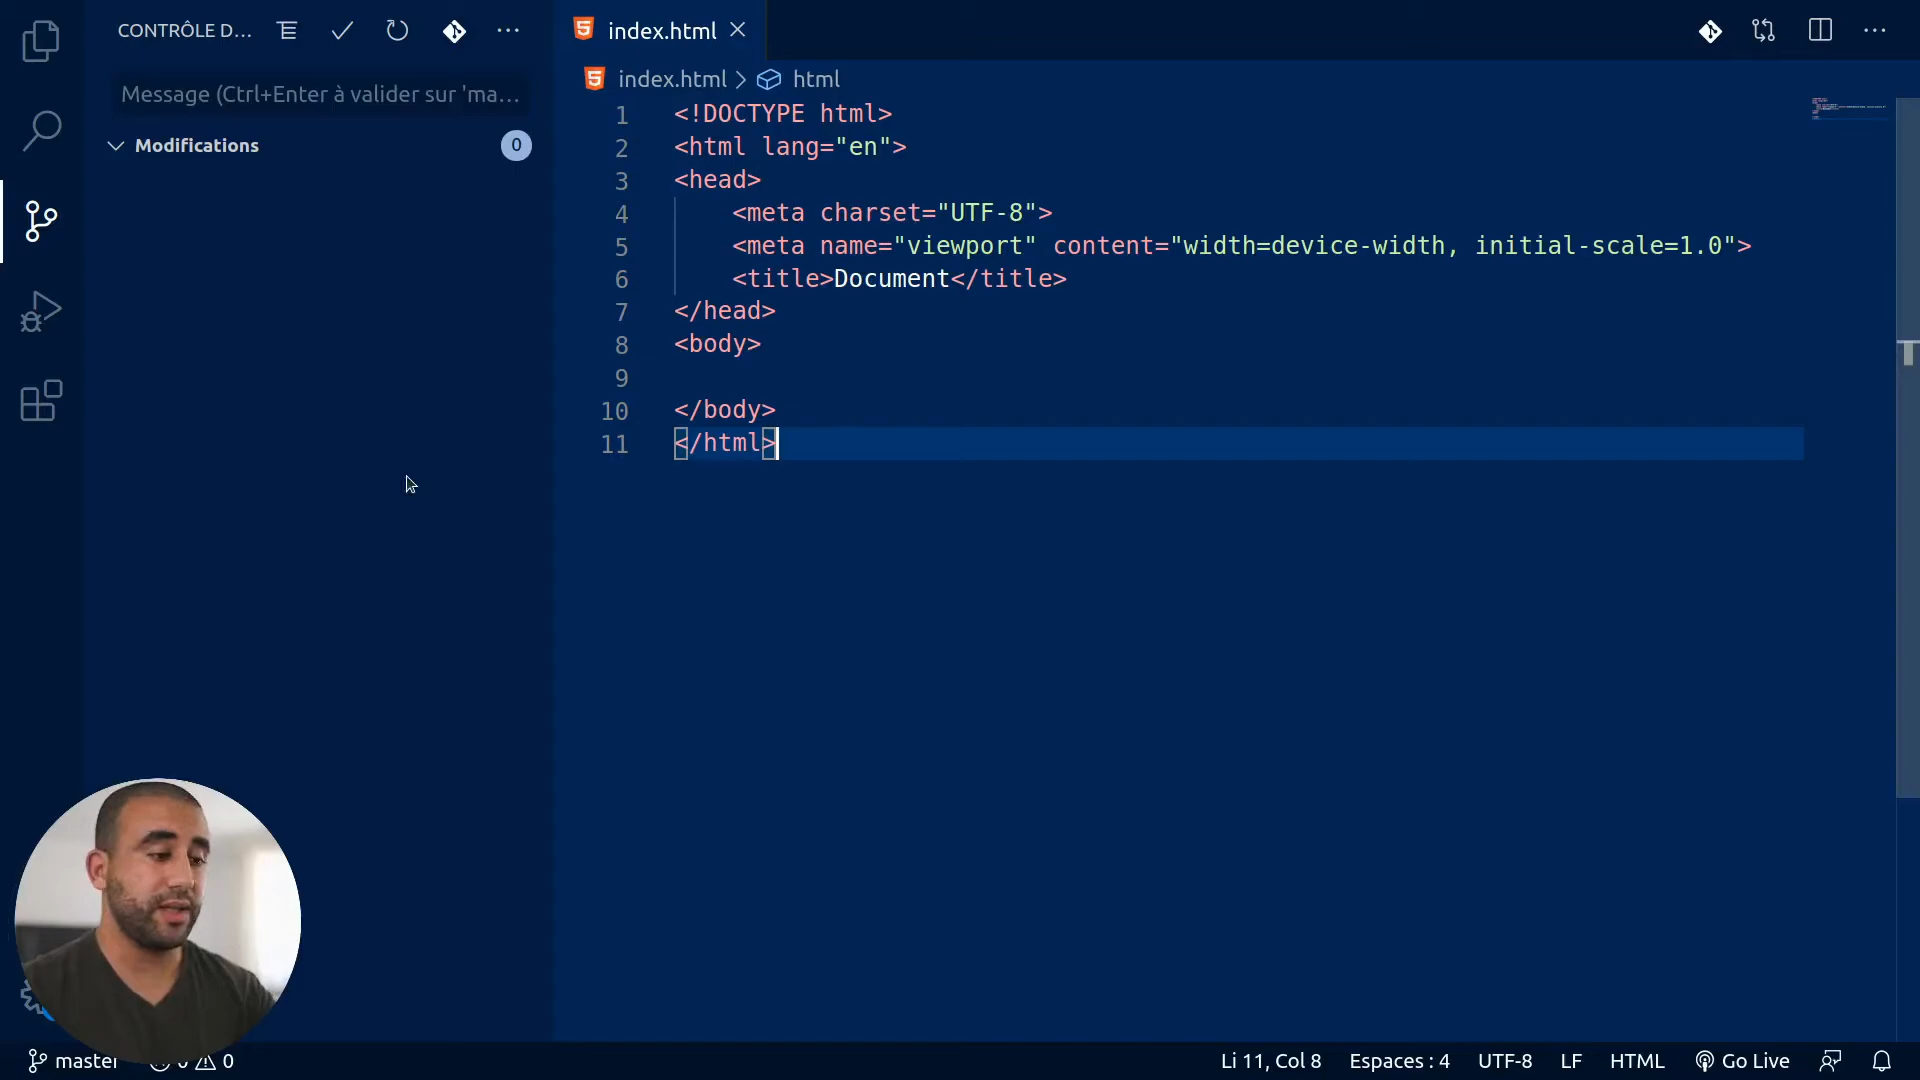 CONTRÔLE D...
index.html
Message (Ctrl+Enter à valider sur 'ma...
index.html > html
Modifications
0
1 <!DOCTYPE html>
2 <html lang="en">
3 <head>
4 <meta charset="UTF-8">
5 <meta name="viewport" content="width=device-width, initial-scale=1.0">
6 <title>Document</title>
7 </head>
8 <body>
9
10 </body>
11 </html>
master 0 0
Li 11, Col 8 Espaces : 4 UTF-8 LF HTML Go Live